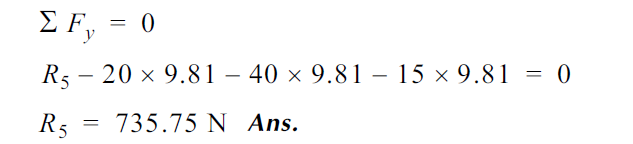 Σ F_y = 0
R_5 – 20 × 9.81 – 40 × 9.81 – 15 × 9.81 = 0
R_5 = 735.75 N Ans.